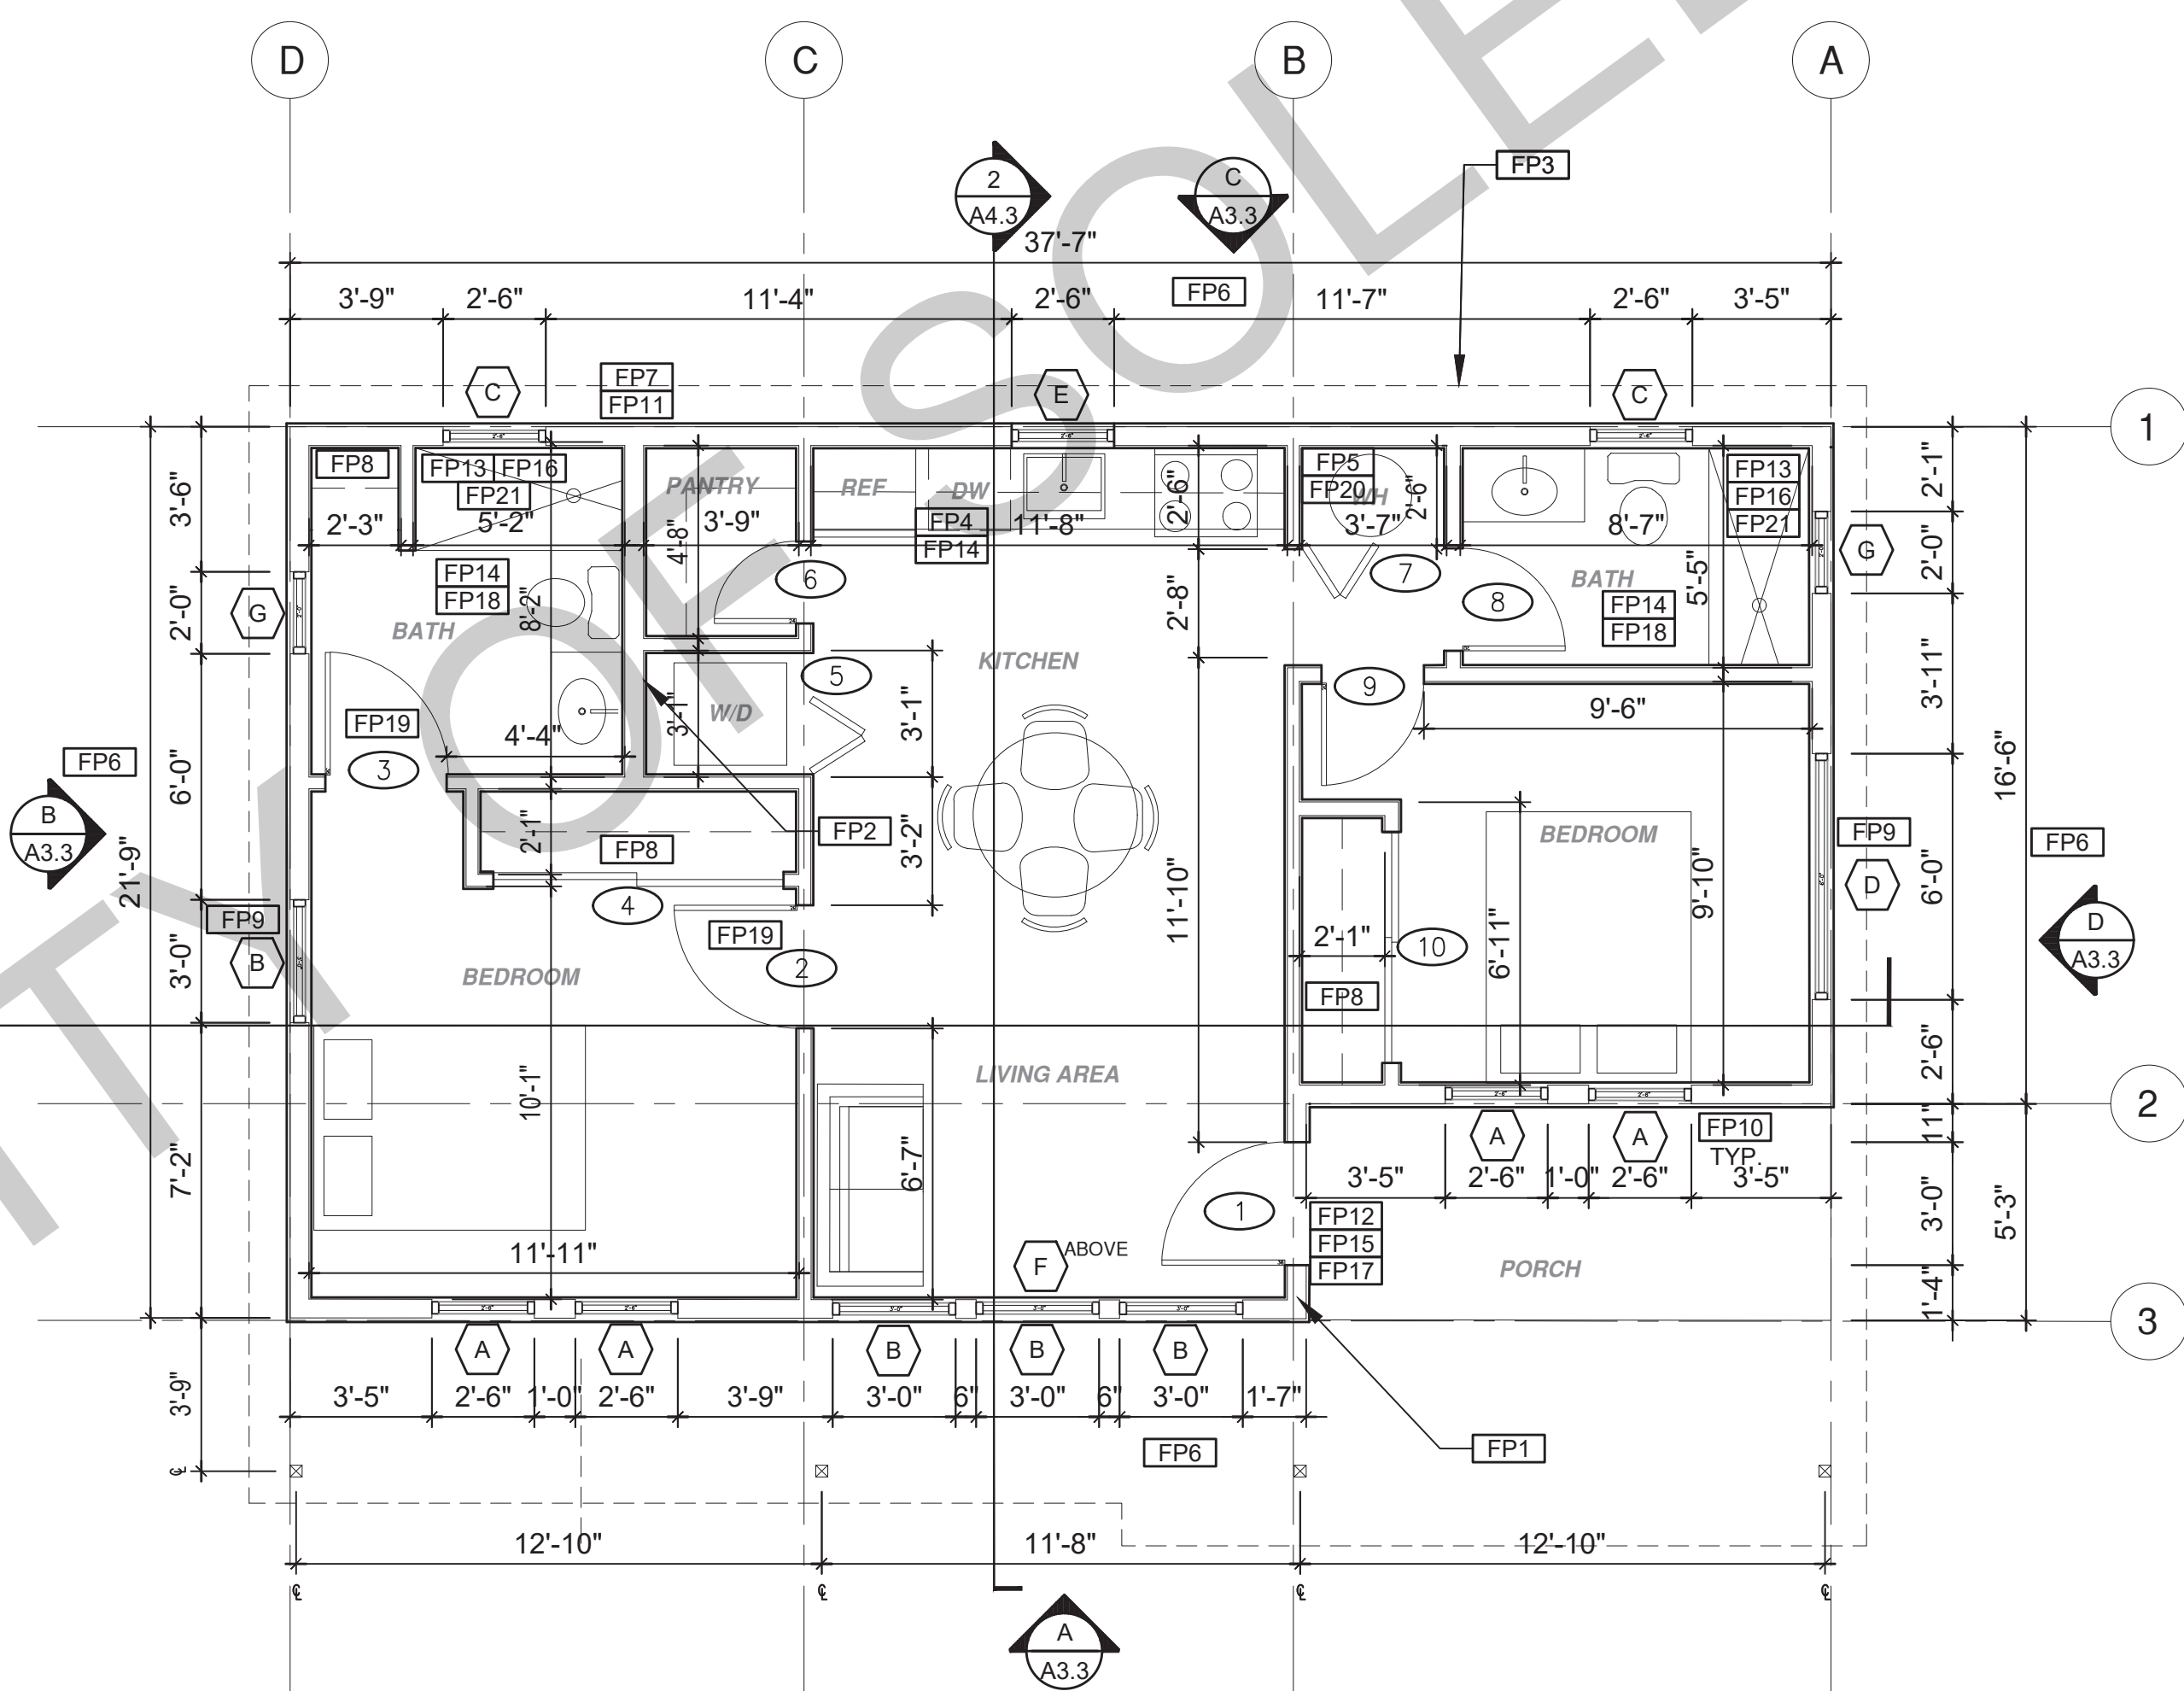 D
C
B
A
FP3
2
A4.3
C
A3.3
37'-7"
3'-9"
2'-6"
11'-4"
2'-6"
FP6
11'-7"
2'-6"
3'-5"
FP7
FP11
C
E
C
1
FP8
FP13
FP16
FP21
PANTRY
REF
DW
FP4
FP14
2'-6"
FP5
FP20
WH
2'-6"
FP13
FP16
FP21
2'-1"
3'-6"
2'-3"
5'-2"
3'-9"
4'-8"
11'-8"
3'-7"
8'-7"
2'-0"
G
6
7
8
BATH
5'-5"
G
2'-0"
FP14
FP18
8'-2"
BATH
2'-8"
FP14
FP18
3'-11"
KITCHEN
5
9
W/D
3'-1"
3'-1"
9'-6"
FP19
4'-4"
3
FP6
6'-0"
16'-6"
B
A3.3
21'-9"
2'-1"
FP8
FP2
3'-2"
BEDROOM
FP9
FP6
D
6'-0"
9'-10"
4
FP9
B
3'-0"
FP19
2
BEDROOM
11'-10"
2'-1"
10
6'-11"
FP8
D
A3.3
LIVING AREA
10'-1"
2'-6"
2
11"
7'-2"
6'-7"
A
A
FP10
TYP.
3'-5"
2'-6"
1'-0"
2'-6"
3'-5"
3'-0"
5'-3"
1
FP12
FP15
FP17
11'-11"
F
ABOVE
PORCH
1'-4"
3
A
A
B
B
B
3'-9"
3'-5"
2'-6"
1'-0"
2'-6"
3'-9"
3'-0"
6"
3'-0"
6"
3'-0"
1'-7"
FP6
FP1
12'-10"
11'-8"
12'-10"
A
A3.3
TY OF SOLE